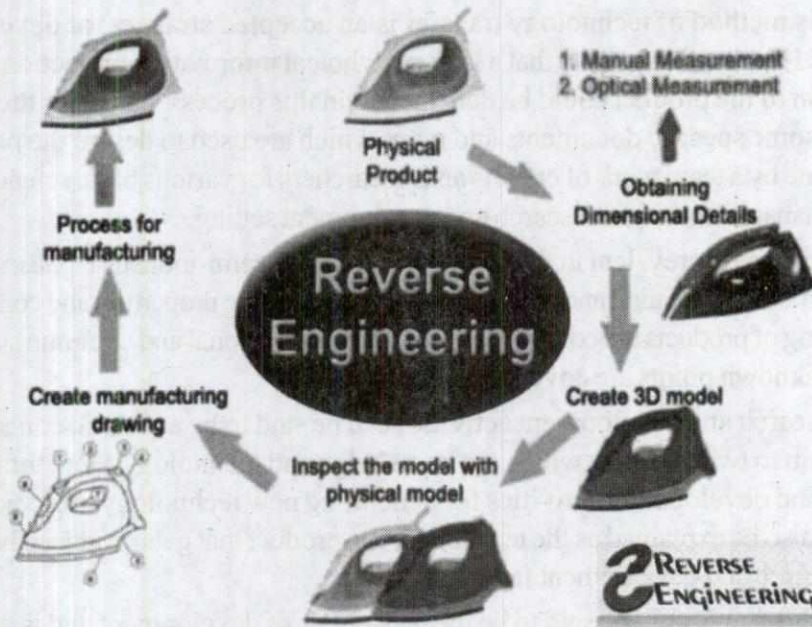 Physical
Product
1. Manual Measurement
2. Optical Measurement
Obtaining
Dimensional Details
Create 3D model
Inspect the model with
physical model
Create manufacturing
drawing
Process for
manufacturing
Reverse
Engineering
REVERSE
ENGINEERING